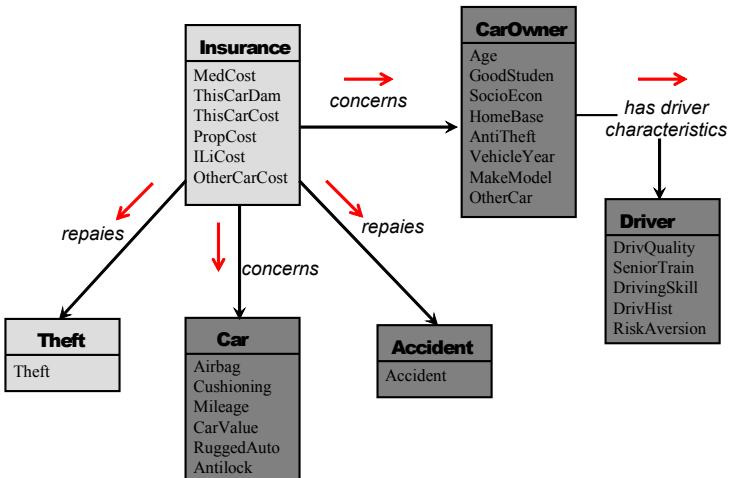 Insurance
MedCost
ThisCarDam
ThisCarCost
PropCost
ILiCost
OtherCarCost
concerns
CarOwner
Age
GoodStuden
SocioEcon
HomeBase
AntiTheft
VehicleYear
MakeModel
OtherCar
has driver
characteristics
Driver
DrivQuality
SeniorTrain
DrivingSkill
DrivHist
RiskAversion
repaies
concerns
repaies
Theft
Theft
Car
Airbag
Cushioning
Mileage
CarValue
RuggedAuto
Antilock
Accident
Accident